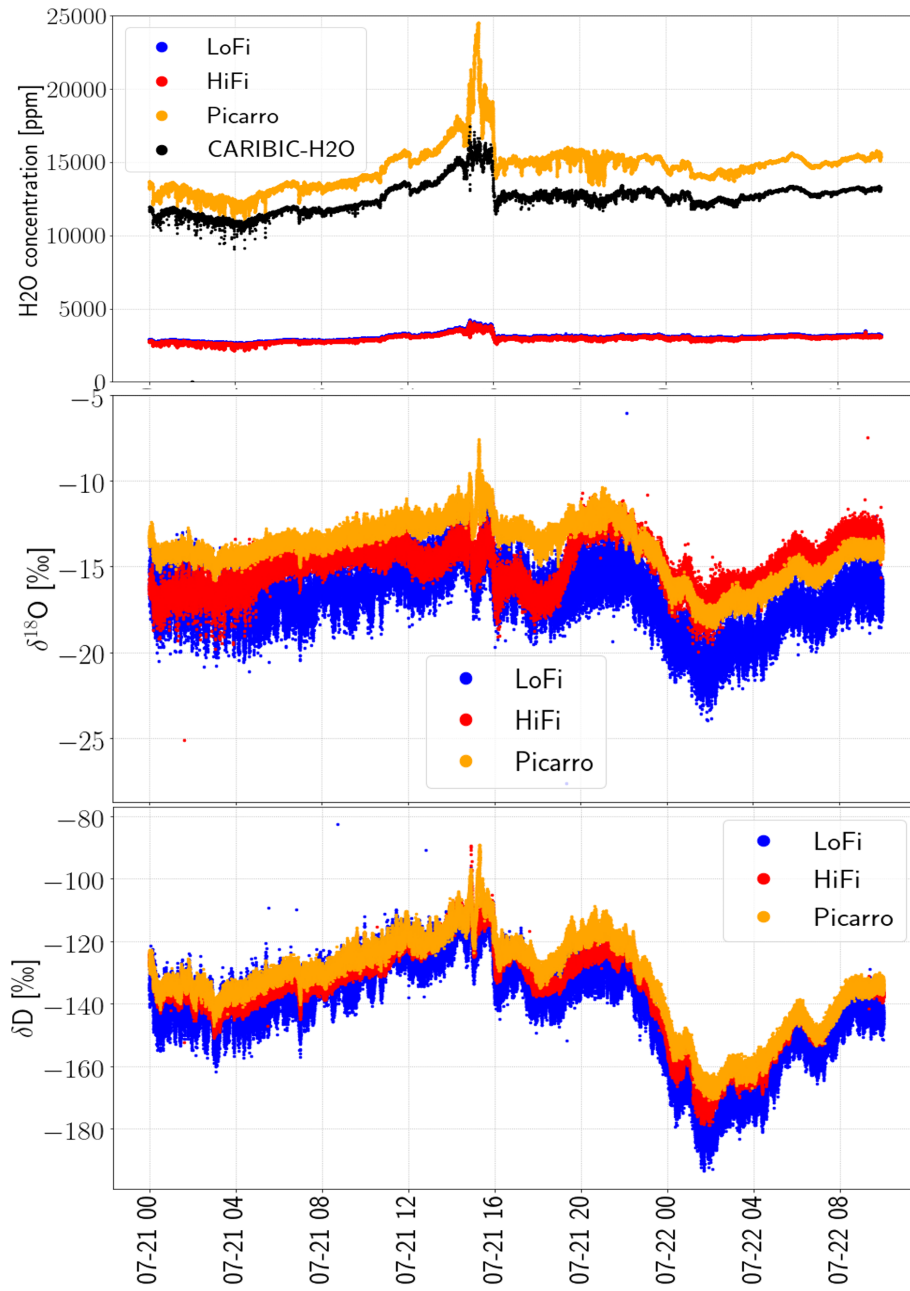 25000
20000
15000
10000
5000
0
H2O concentration [ppm]
LoFi
HiFi
Picarro
CARIBIC-H2O
−5
−10
−15
−20
−25
δ¹⁸O [‰]
LoFi
HiFi
Picarro
−80
−100
−120
−140
−160
−180
δD [‰]
LoFi
HiFi
Picarro
07-21 00
07-21 04
07-21 08
07-21 12
07-21 16
07-21 20
07-22 00
07-22 04
07-22 08